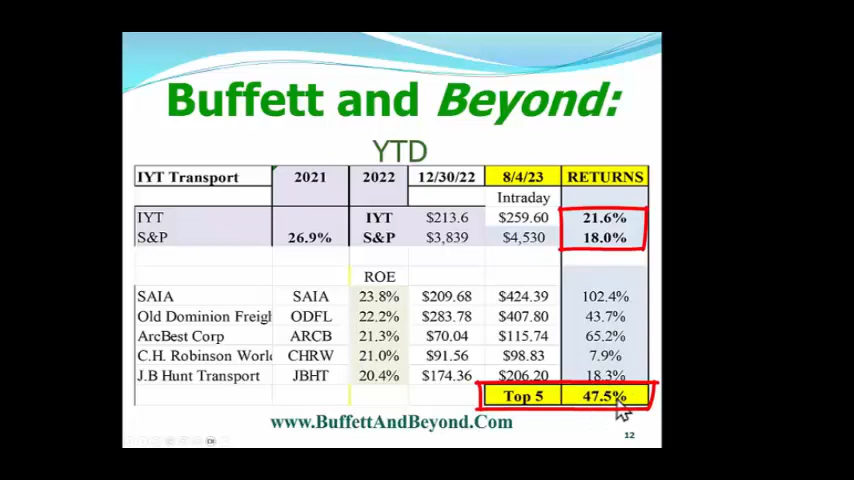 Buffett and Beyond:
YTD
IYT Transport 2021 2022 12/30/22 8/4/23 RETURNS
Intraday
IYT IYT $213.6 $259.60 21.6%
S&P 26.9% S&P $3,839 $4,530 18.0%
ROE
SAIA SAIA 23.8% $209.68 $424.39 102.4%
Old Dominion Freigh ODFL 22.2% $283.78 $407.80 43.7%
ArcBest Corp ARCB 21.3% $70.04 $115.74 65.2%
C.H. Robinson World CHRW 21.0% $91.56 $98.83 7.9%
J.B Hunt Transport JBHT 20.4% $174.36 $206.20 18.3%
Top 5 47.5%
www.BuffettAndBeyond.Com
12